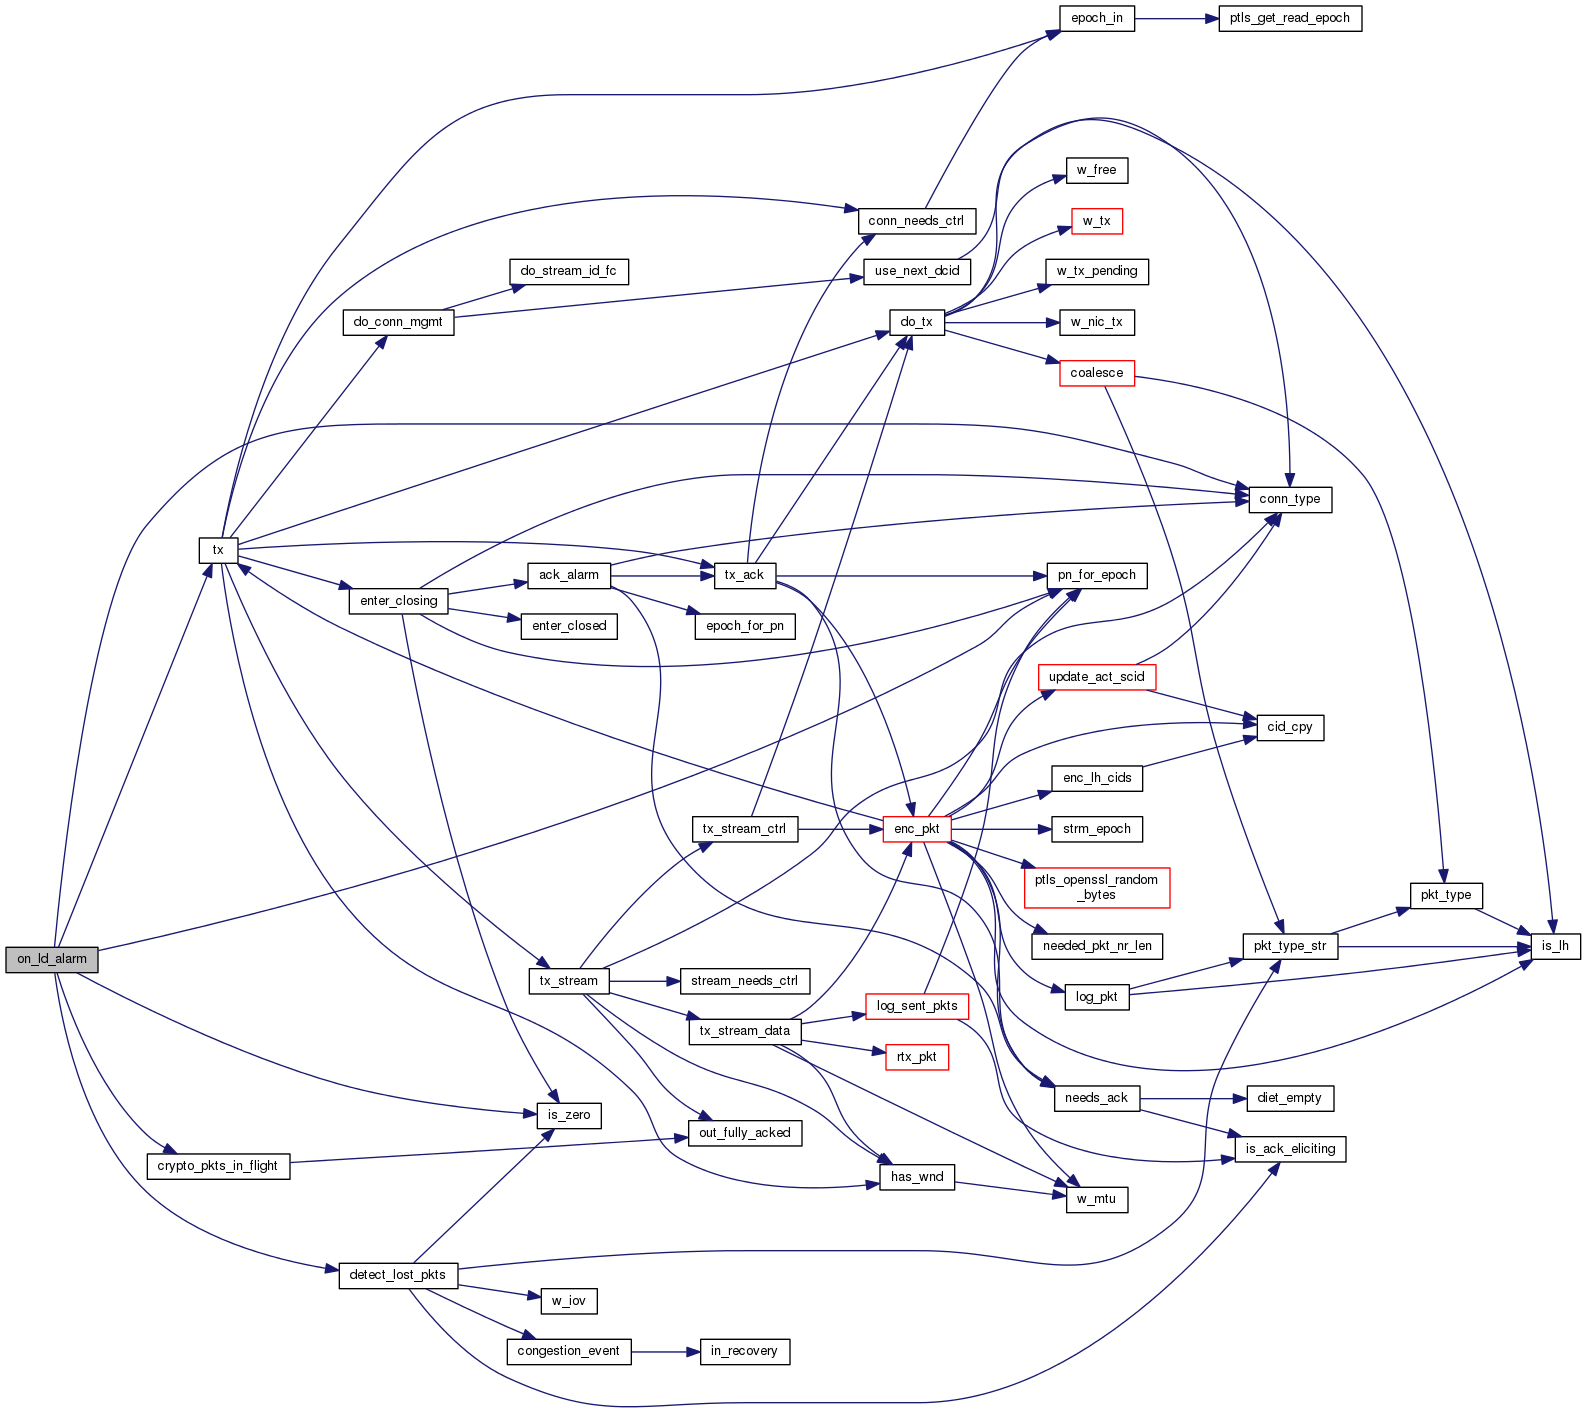 epoch_in
ptls_get_read_epoch
w_free
conn_needs_ctrl
w_tx
do_stream_id_fc
use_next_dcid
w_tx_pending
do_conn_mgmt
do_tx
w_nic_tx
coalesce
conn_type
tx
ack_alarm
tx_ack
pn_for_epoch
enter_closing
enter_closed
epoch_for_pn
update_act_scid
cid_cpy
enc_lh_cids
tx_stream_ctrl
enc_pkt
strm_epoch
ptls_openssl_random
_bytes
pkt_type
needed_pkt_nr_len
pkt_type_str
is_lh
on_ld_alarm
tx_stream
stream_needs_ctrl
log_pkt
log_sent_pkts
tx_stream_data
rtx_pkt
needs_ack
diet_empty
is_zero
out_fully_acked
is_ack_eliciting
crypto_pkts_in_flight
has_wnd
w_mtu
detect_lost_pkts
w_iov
congestion_event
in_recovery